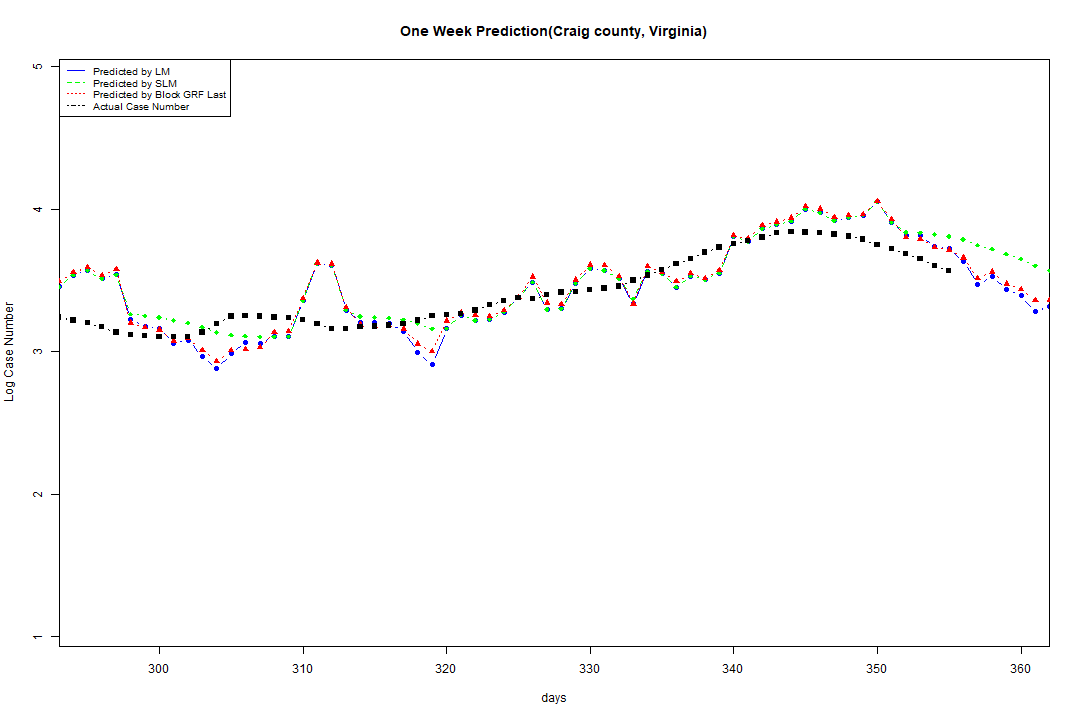 One Week Prediction(Craig county, Virginia)
Predicted by LM
Predicted by SLM
Predicted by Block GRF Last
Actual Case Number
5
4
3
2
1
Log Case Number
300 310 320 330 340 350 360
days